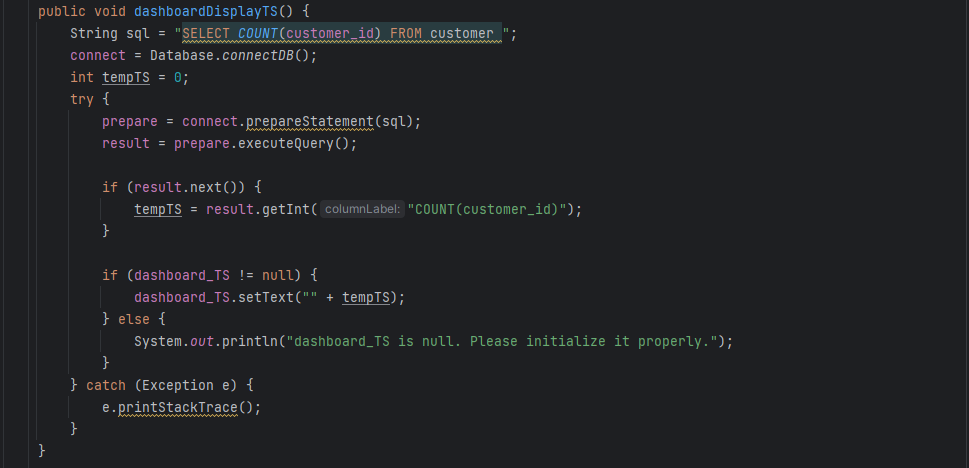 public void dashboardDisplayTS() {
    String sql = "SELECT COUNT(customer_id) FROM customer ";
    connect = Database.connectDB();
    int tempTS = 0;
    try {
        prepare = connect.prepareStatement(sql);
        result = prepare.executeQuery();

        if (result.next()) {
            tempTS = result.getInt( columnLabel: "COUNT(customer_id)");
        }

        if (dashboard_TS != null) {
            dashboard_TS.setText("" + tempTS);
        } else {
            System.out.println("dashboard_TS is null. Please initialize it properly.");
        }
    } catch (Exception e) {
        e.printStackTrace();
    }
}